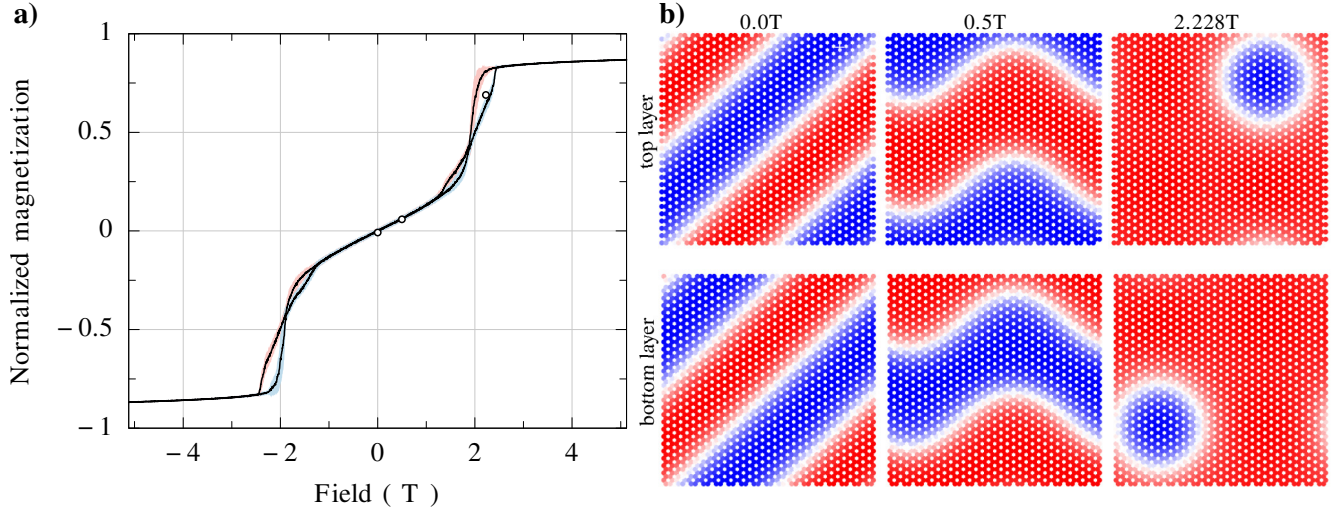 a)
1
0.5
0
− 0.5
− 1
Normalized magnetization
− 4
− 2
0
2
4
Field ( T )
b)
0.0T
0.5T
2.228T
top layer
bottom layer